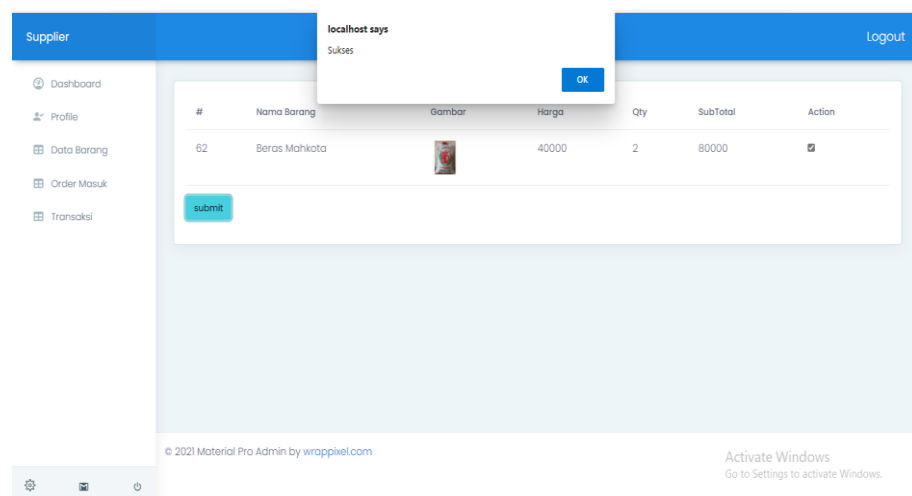 Supplier
localhost says
Sukses
OK
Logout
Dashboard
Profile
Data Barang
Order Masuk
Transaksi
# Nama Barang Gambar Harga Qty SubTotal Action
62 Beras Mahkota 40000 2 80000
submit
© 2021 Material Pro Admin by wrappixel.com
Activate Windows
Go to Settings to activate Windows.